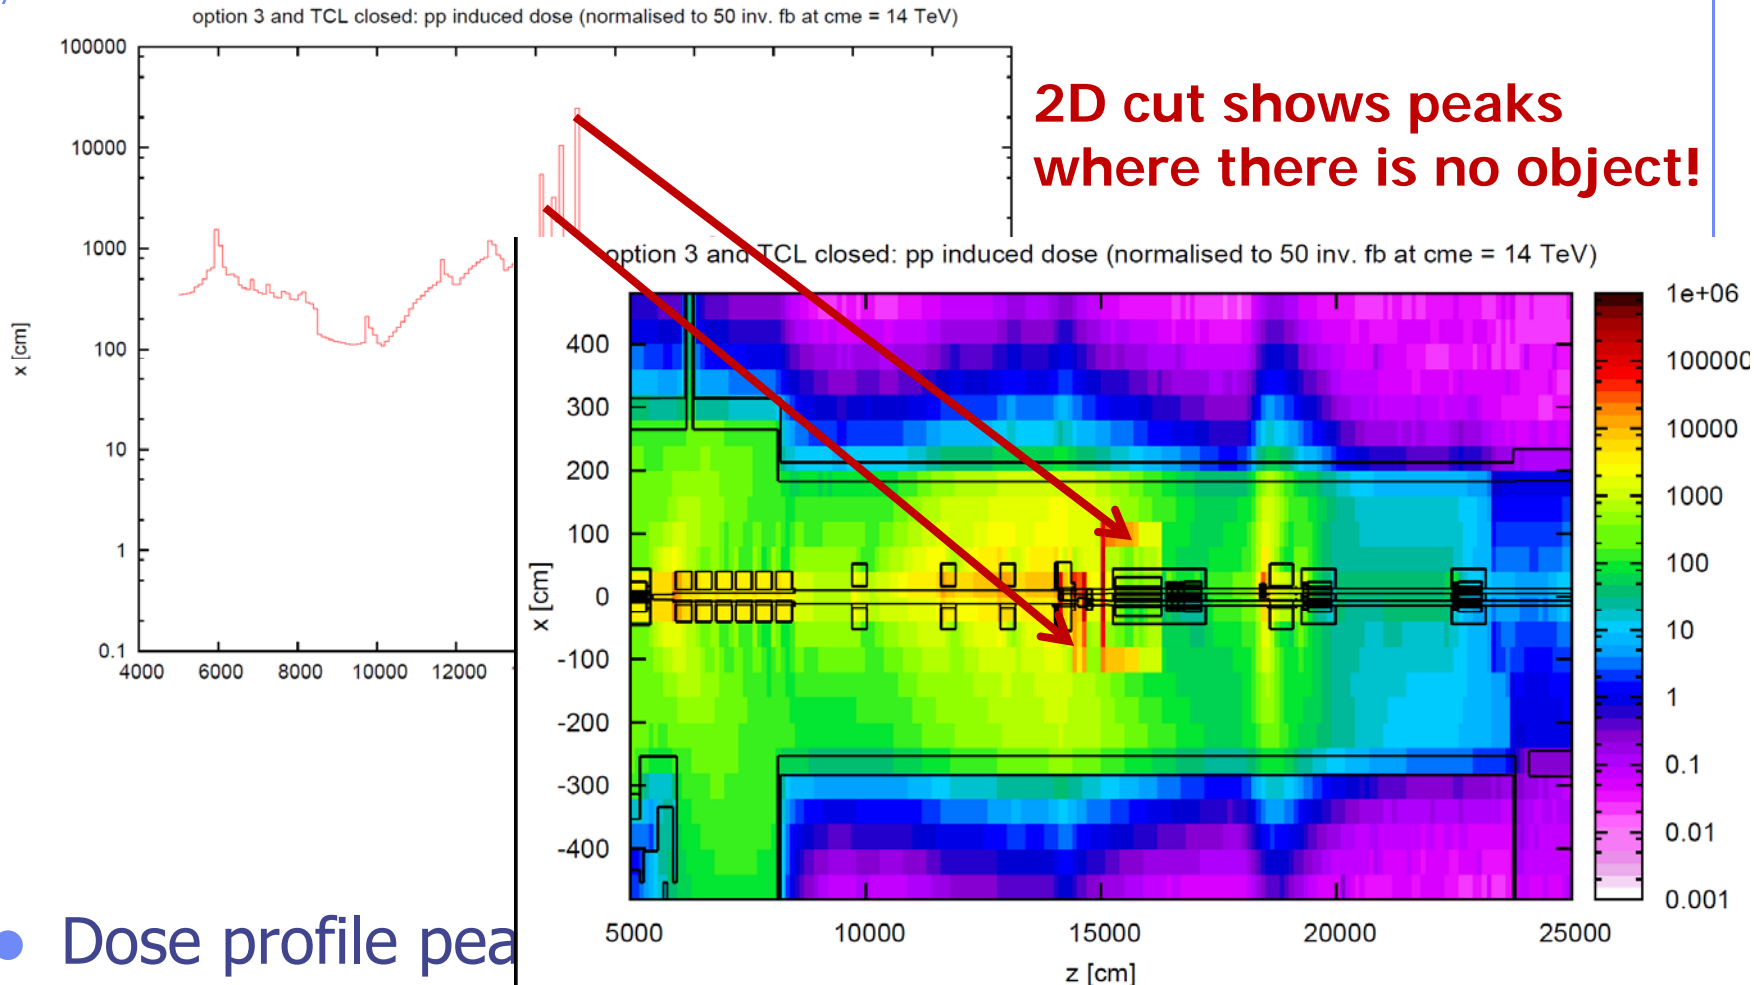 option 3 and TCL closed: pp induced dose (normalised to 50 inv. fb at cme = 14 TeV)
100000
10000
1000
100
10
1
0.1
x [cm]
4000 6000 8000 10000 12000
2D cut shows peaks
where there is no object!
option 3 and TCL closed: pp induced dose (normalised to 50 inv. fb at cme = 14 TeV)
400
300
200
100
0
-100
-200
-300
-400
x [cm]
5000 10000 15000 20000 25000
z [cm]
1e+06
100000
10000
1000
100
10
1
0.1
0.01
0.001
Dose profile pea